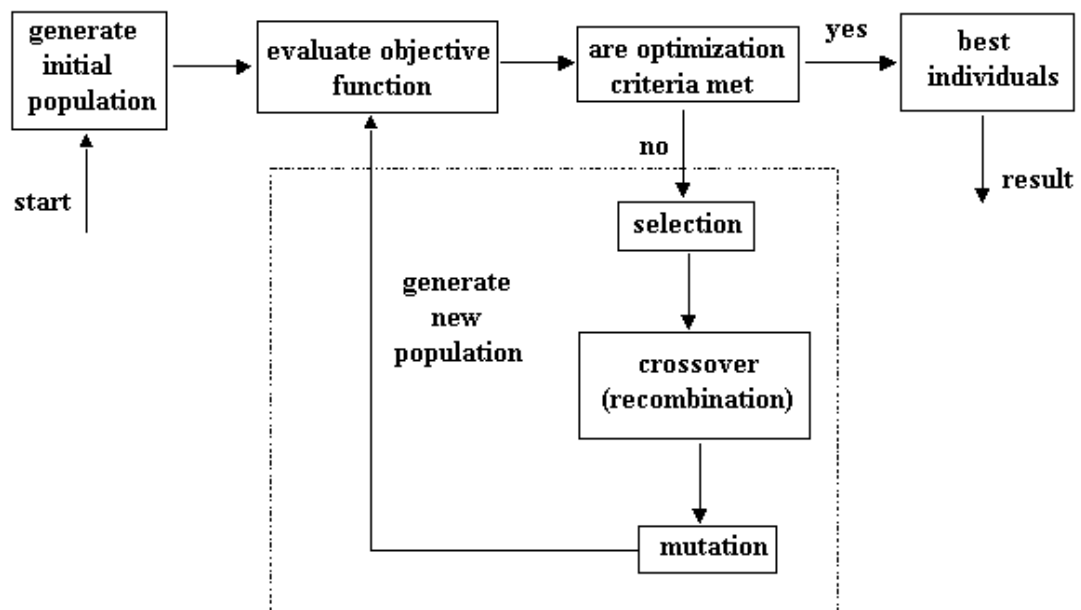 generate
initial
population
evaluate objective
function
are optimization
criteria met
yes
best
individuals
start
no
result
selection
generate
new
population
crossover
(recombination)
mutation